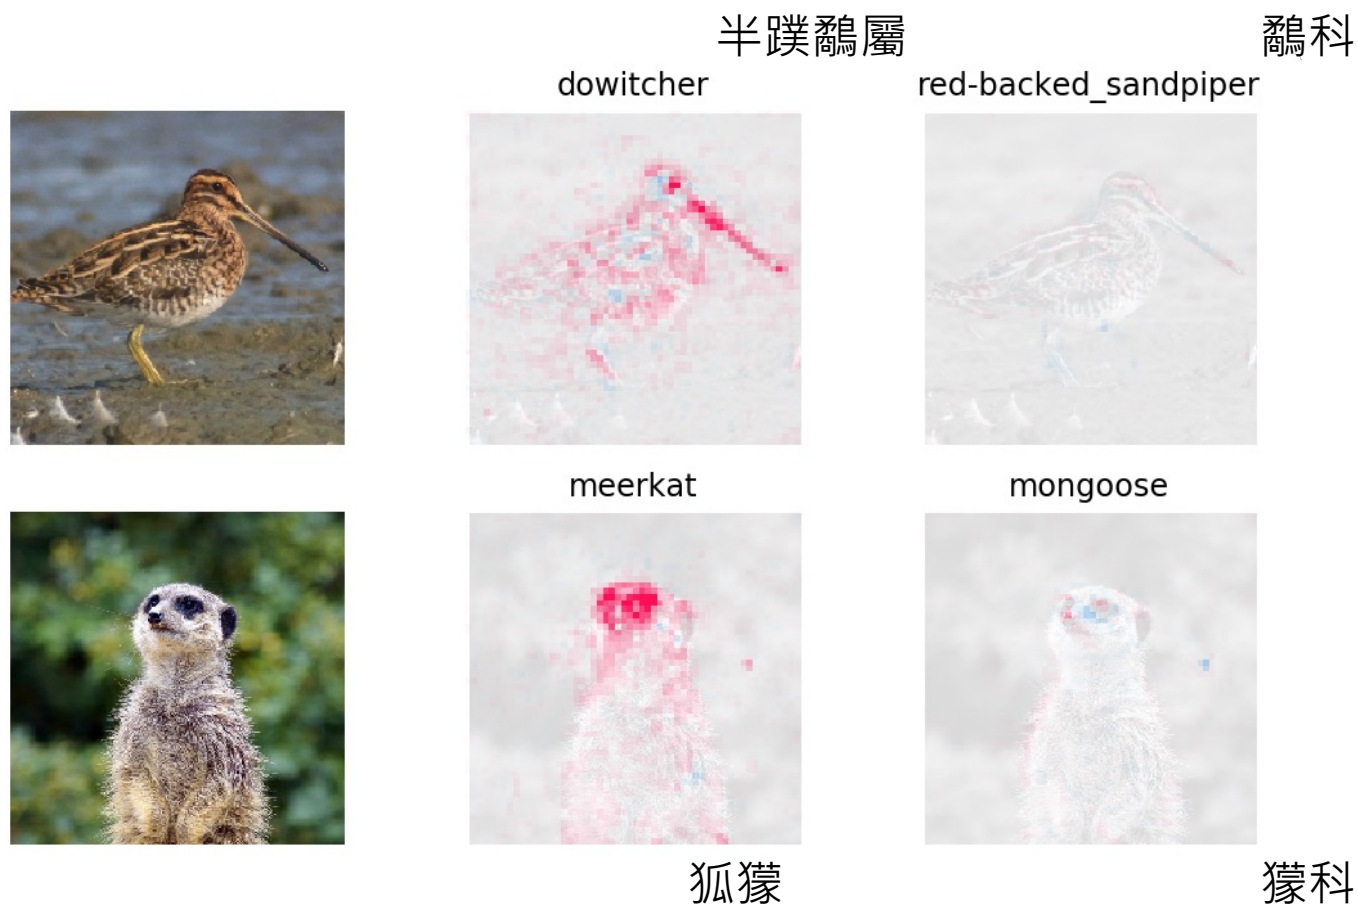 半蹼鷸屬 鷸科
dowitcher red-backed_sandpiper
meerkat mongoose
狐獴 獴科